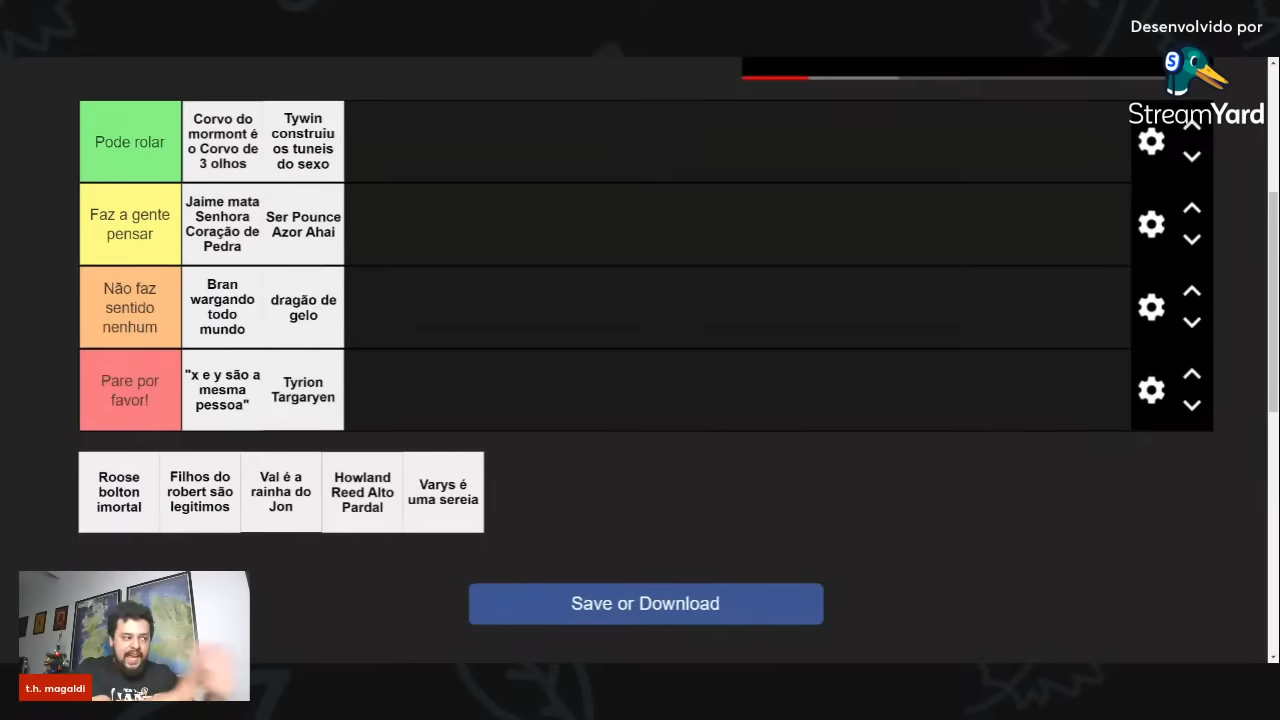 Desenvolvido por
StreamYard
Pode rolar
Corvo do
mormont é
o Corvo de
3 olhos
Tywin
construiu
os tuneis
do sexo
Faz a gente
pensar
Jaime mata
Senhora
Coração de
Pedra
Ser Pounce
Azor Ahai
Não faz
sentido
nenhum
Bran
wargando
todo
mundo
dragão de
gelo
Pare por
favor!
"x e y são a
mesma
pessoa"
Tyrion
Targaryen
Roose
bolton
imortal
Filhos do
robert são
legitimos
Val é a
rainha do
Jon
Howland
Reed Alto
Pardal
Varys é
uma sereia
Save or Download
t.h. magaldi